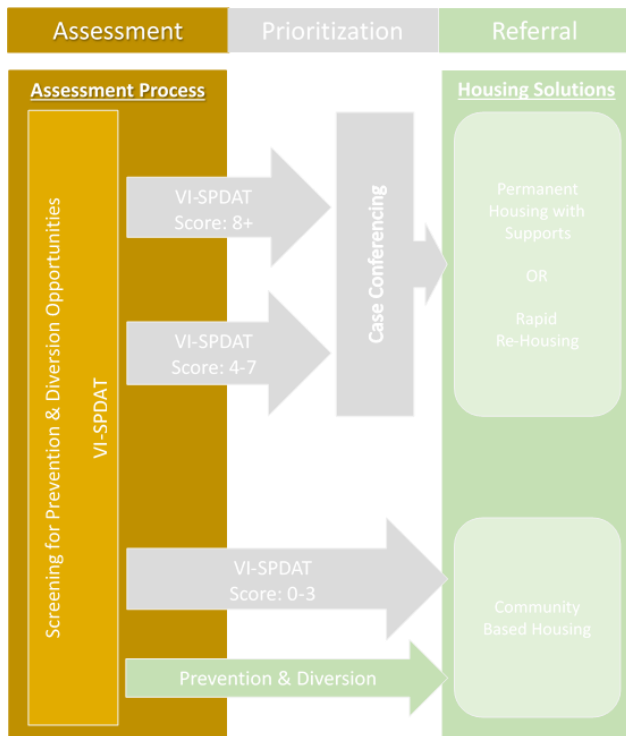 Assessment
Prioritization
Referral
Assessment Process
Screening for Prevention & Diversion Opportunities
VI-SPDAT
VI-SPDAT
Score: 8+
VI-SPDAT
Score: 4-7
VI-SPDAT
Score: 0-3
Prevention & Diversion
Case Conferencing
Housing Solutions
Permanent
Housing with
Supports
OR
Rapid
Re-Housing
Community
Based Housing